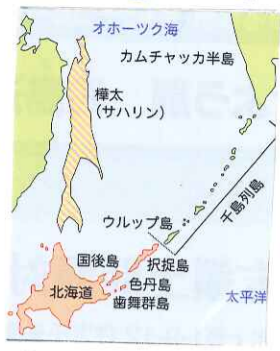 オホーツク海
カムチャッカ半島
樺太
(サハリン)
千島列島
ウルップ島
国後島
択捉島
北海道
色丹島
歯舞群島
太平洋